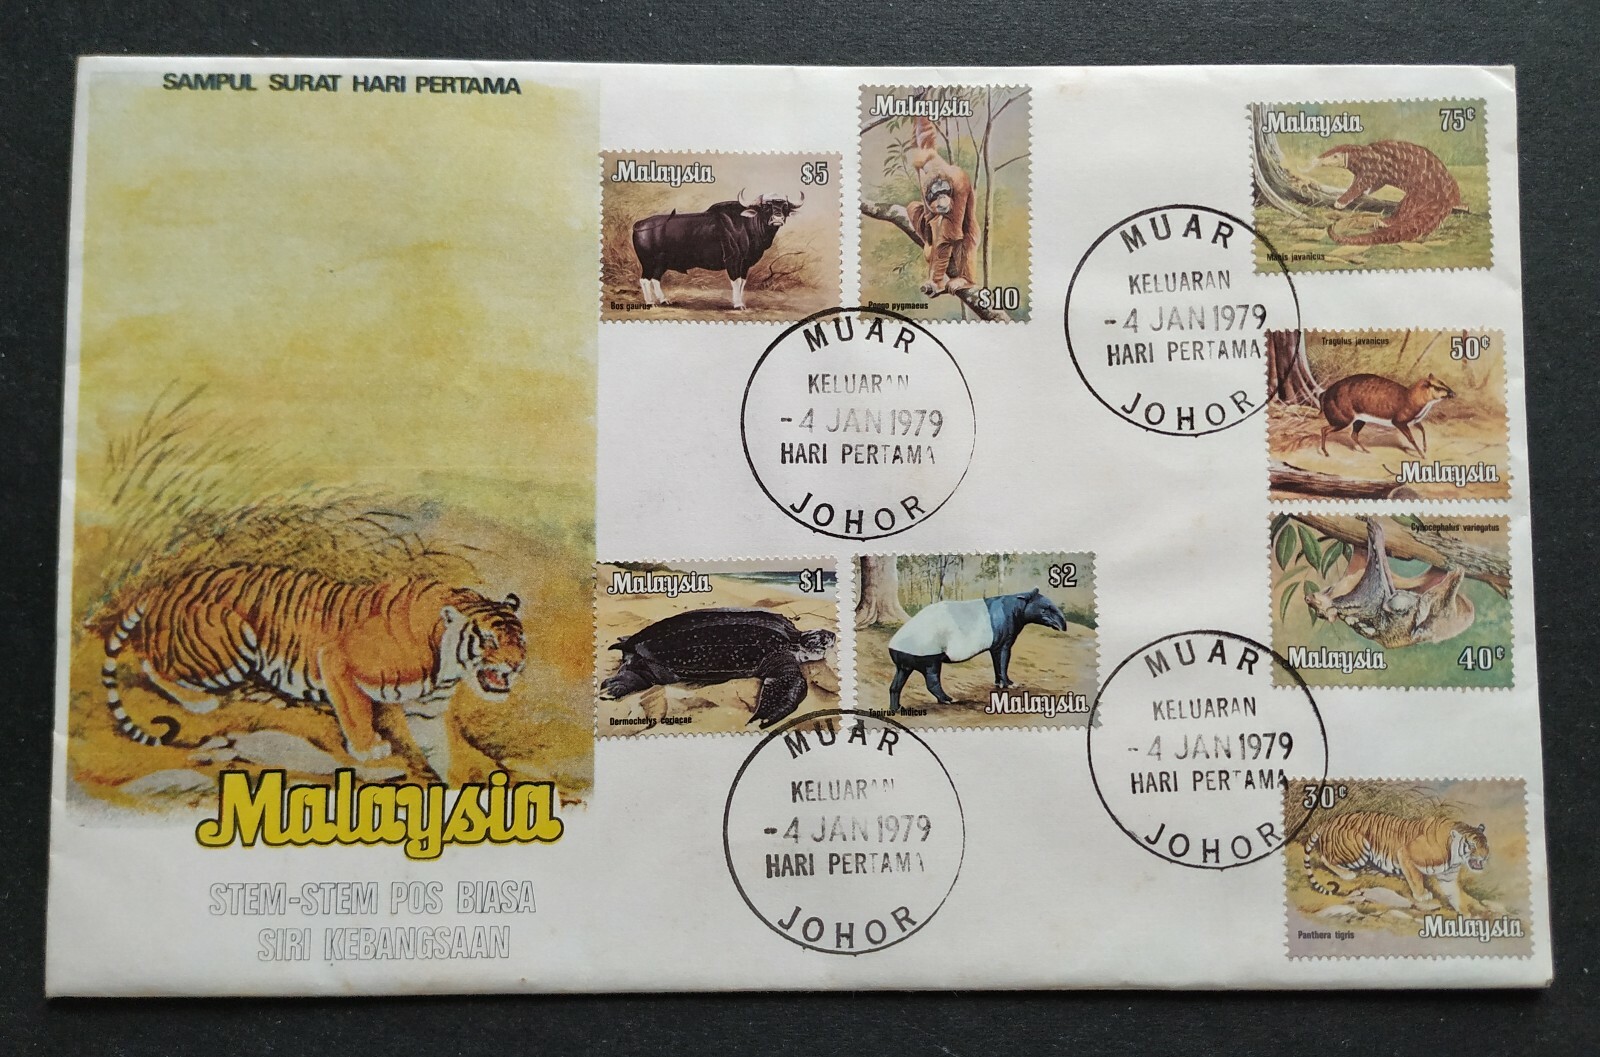 SAMPUL SURAT HARI PERTAMA
Malaysia
STEM-STEM POS BIASA
SIRI KEBANGSAAN
Malaysia $5
Bos gaurus
Malaysia
Pongo pygmaeus $10
MUAR
KELUARAN
-4 JAN 1979
HARI PERTAMA
JOHOR
Malaysia $1
Dermochelys coriacae
$2
Tapirus indicus Malaysia
MUAR
KELUARAN
-4 JAN 1979
HARI PERTAMA
JOHOR
Malaysia 75¢
Manis javanicus
MUAR
KELUARAN
-4 JAN 1979
HARI PERTAMA
JOHOR
Tragulus javanicus 50¢
Malaysia
Cynocephalus variegatus
Malaysia 40¢
MUAR
KELUARAN
-4 JAN 1979
HARI PERTAMA
JOHOR
30¢
Panthera tigris Malaysia